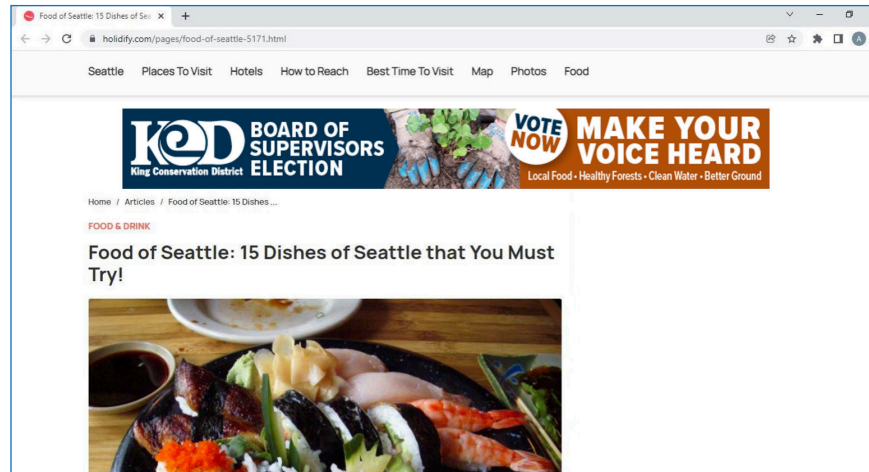 Food of Seattle: 15 Dishes of Sea
holidify.com/pages/food-of-seattle-5171.html
A
Seattle Places To Visit Hotels How to Reach Best Time To Visit Map Photos Food
KCD
King Conservation District
BOARD OF
SUPERVISORS
ELECTION
VOTE
NOW
MAKE YOUR
VOICE HEARD
Local Food • Healthy Forests • Clean Water • Better Ground
Home / Articles / Food of Seattle: 15 Dishes ...
FOOD & DRINK
Food of Seattle: 15 Dishes of Seattle that You Must
Try!